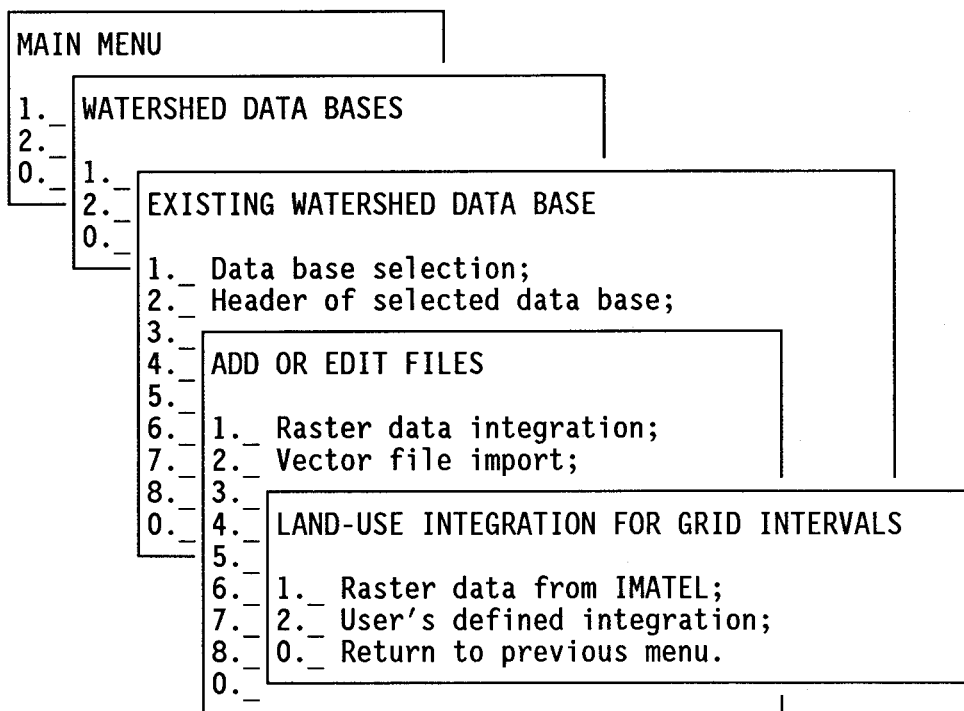 MAIN MENU
1._
2._
0._
WATERSHED DATA BASES
1._
2._
0._
EXISTING WATERSHED DATA BASE
1._ Data base selection;
2._ Header of selected data base;
3._
4._
5._
6._
7._
8._
0._
ADD OR EDIT FILES
1._ Raster data integration;
2._ Vector file import;
3._
4._
5._
6._
7._
8._
0._
LAND-USE INTEGRATION FOR GRID INTERVALS
1._ Raster data from IMATEL;
2._ User's defined integration;
0._ Return to previous menu.